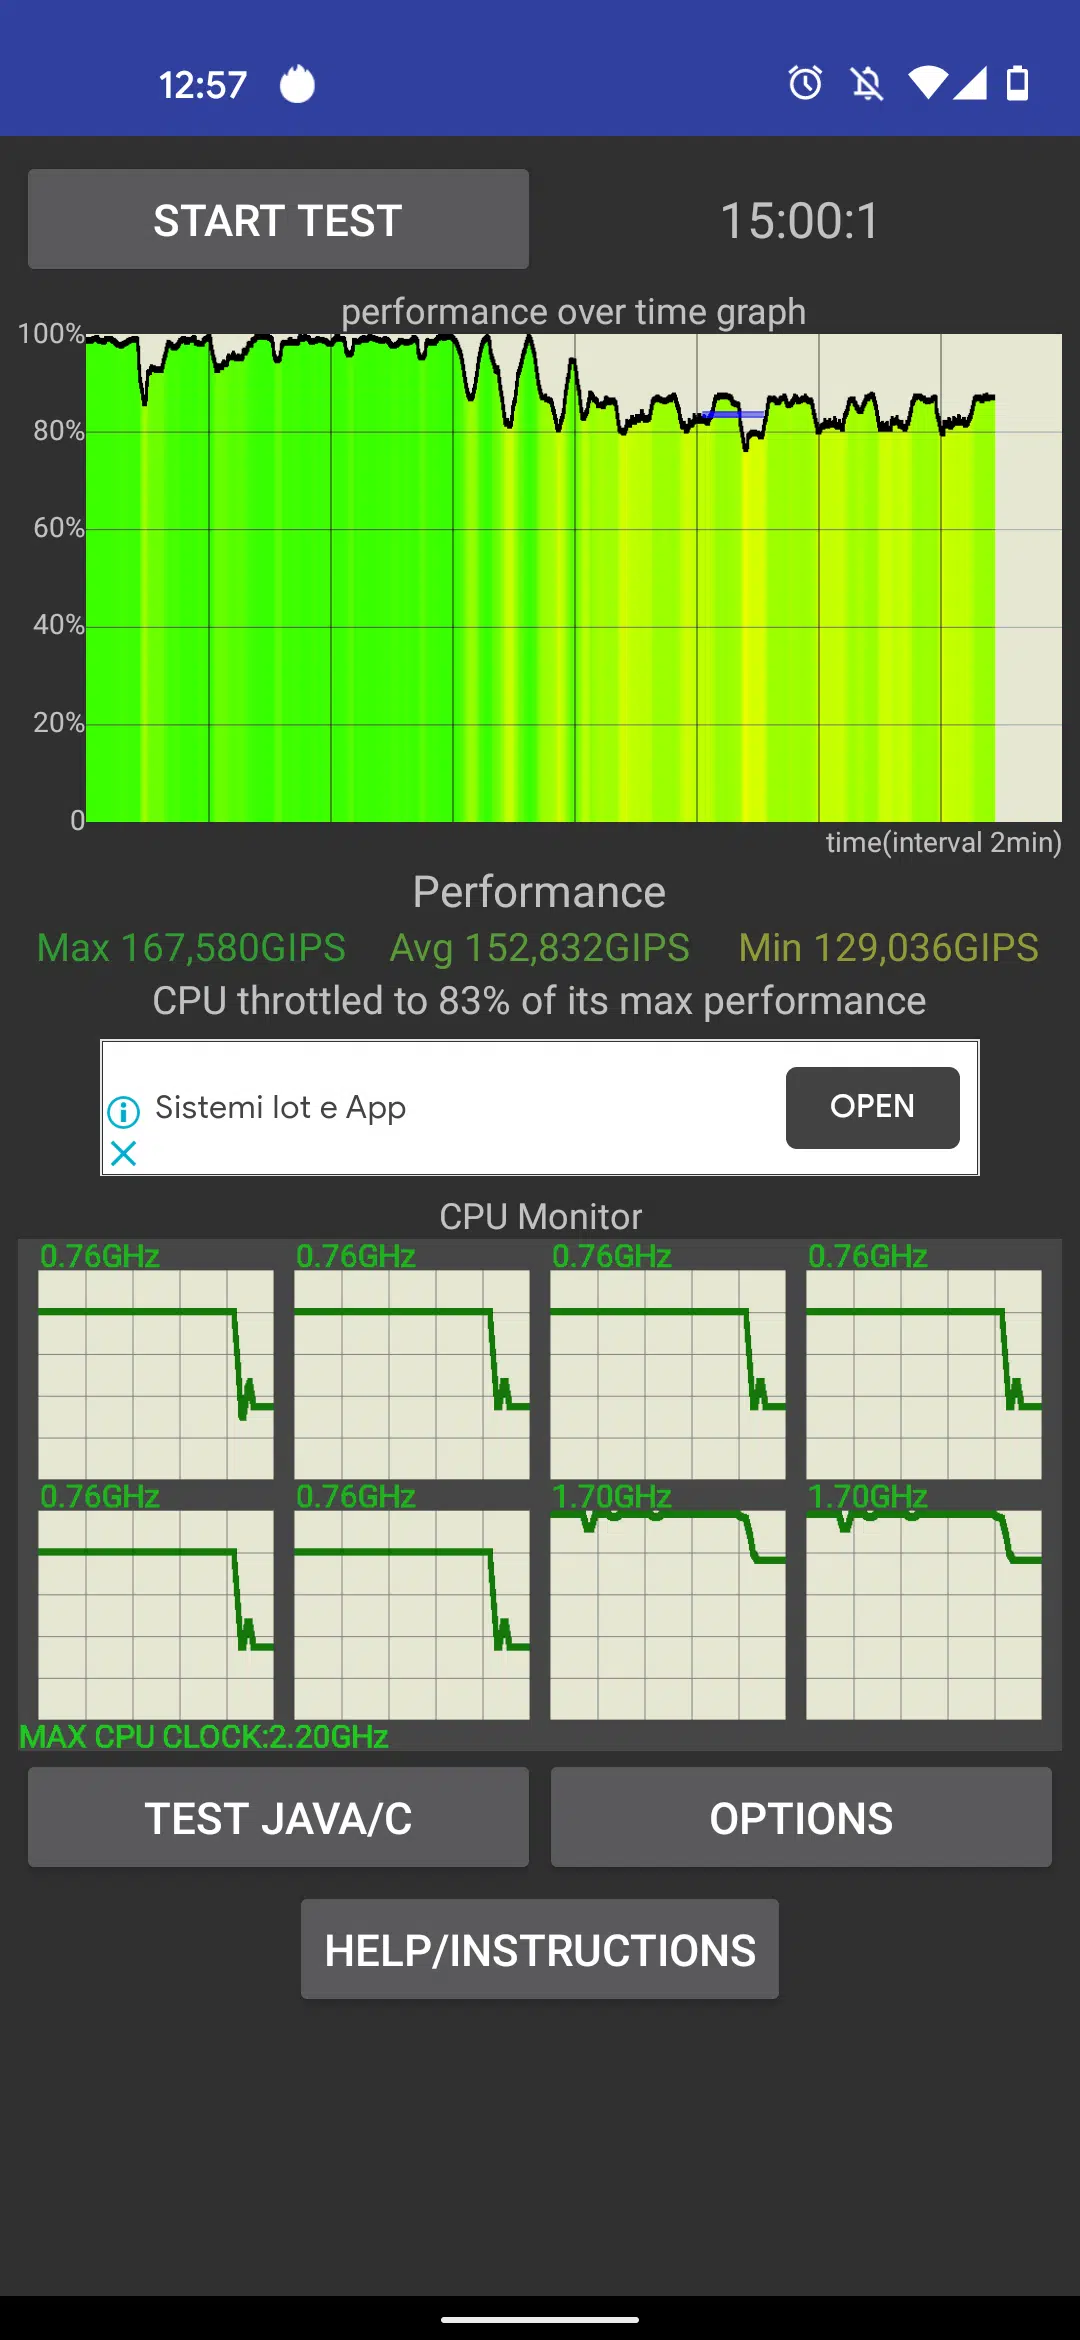 12:57
START TEST
15:00:1
performance over time graph
100%
80%
60%
40%
20%
0
time(interval 2min)
Performance
Max 167,580GIPS Avg 152,832GIPS Min 129,036GIPS
CPU throttled to 83% of its max performance
Sistemi Iot e App
OPEN
CPU Monitor
0.76GHz 0.76GHz 0.76GHz 0.76GHz
0.76GHz 0.76GHz 1.70GHz 1.70GHz
MAX CPU CLOCK:2.20GHz
TEST JAVA/C
OPTIONS
HELP/INSTRUCTIONS